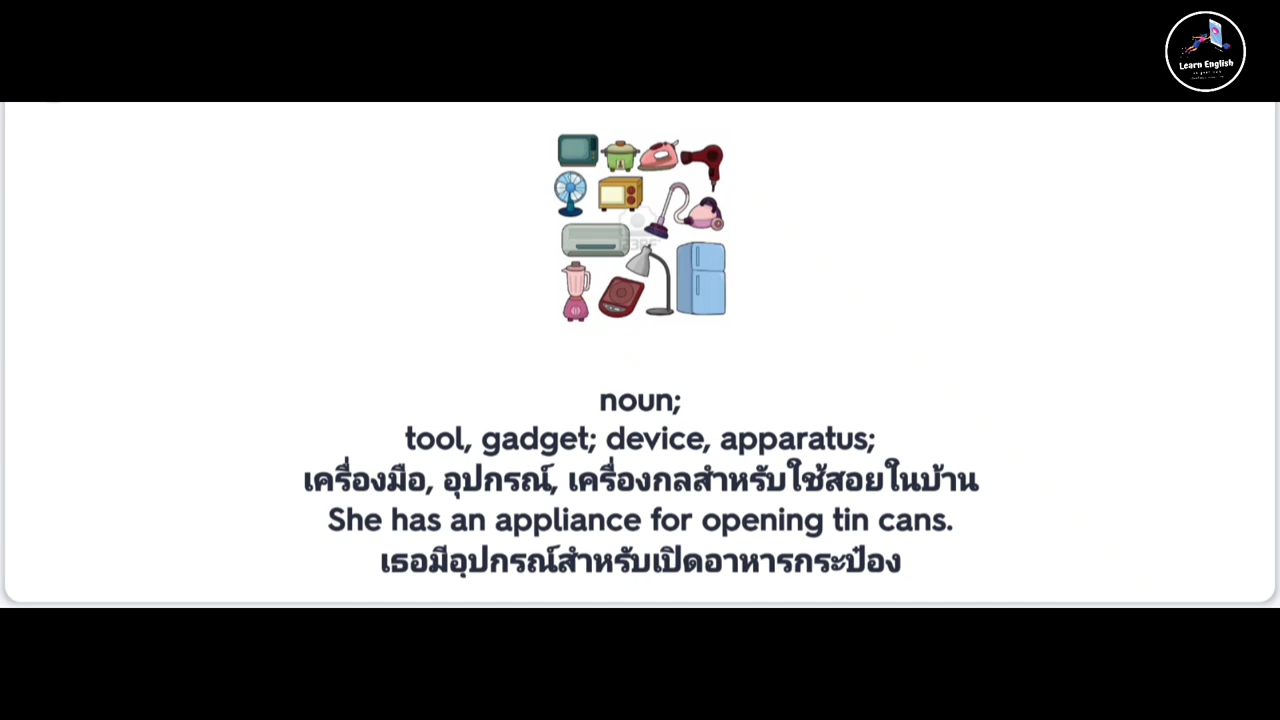 Learn English
noun;
tool, gadget; device, apparatus;
เครื่องมือ, อุปกรณ์, เครื่องกลสำหรับใช้สอยในบ้าน
She has an appliance for opening tin cans.
เธอมีอุปกรณ์สำหรับเปิดอาหารกระป๋อง